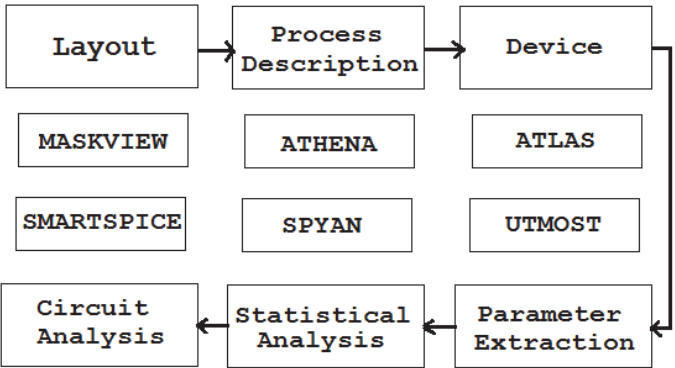 Layout
Process
Description
Device
MASKVIEW
ATHENA
ATLAS
SMARTSPICE
SPYAN
UTMOST
Circuit
Analysis
Statistical
Analysis
Parameter
Extraction